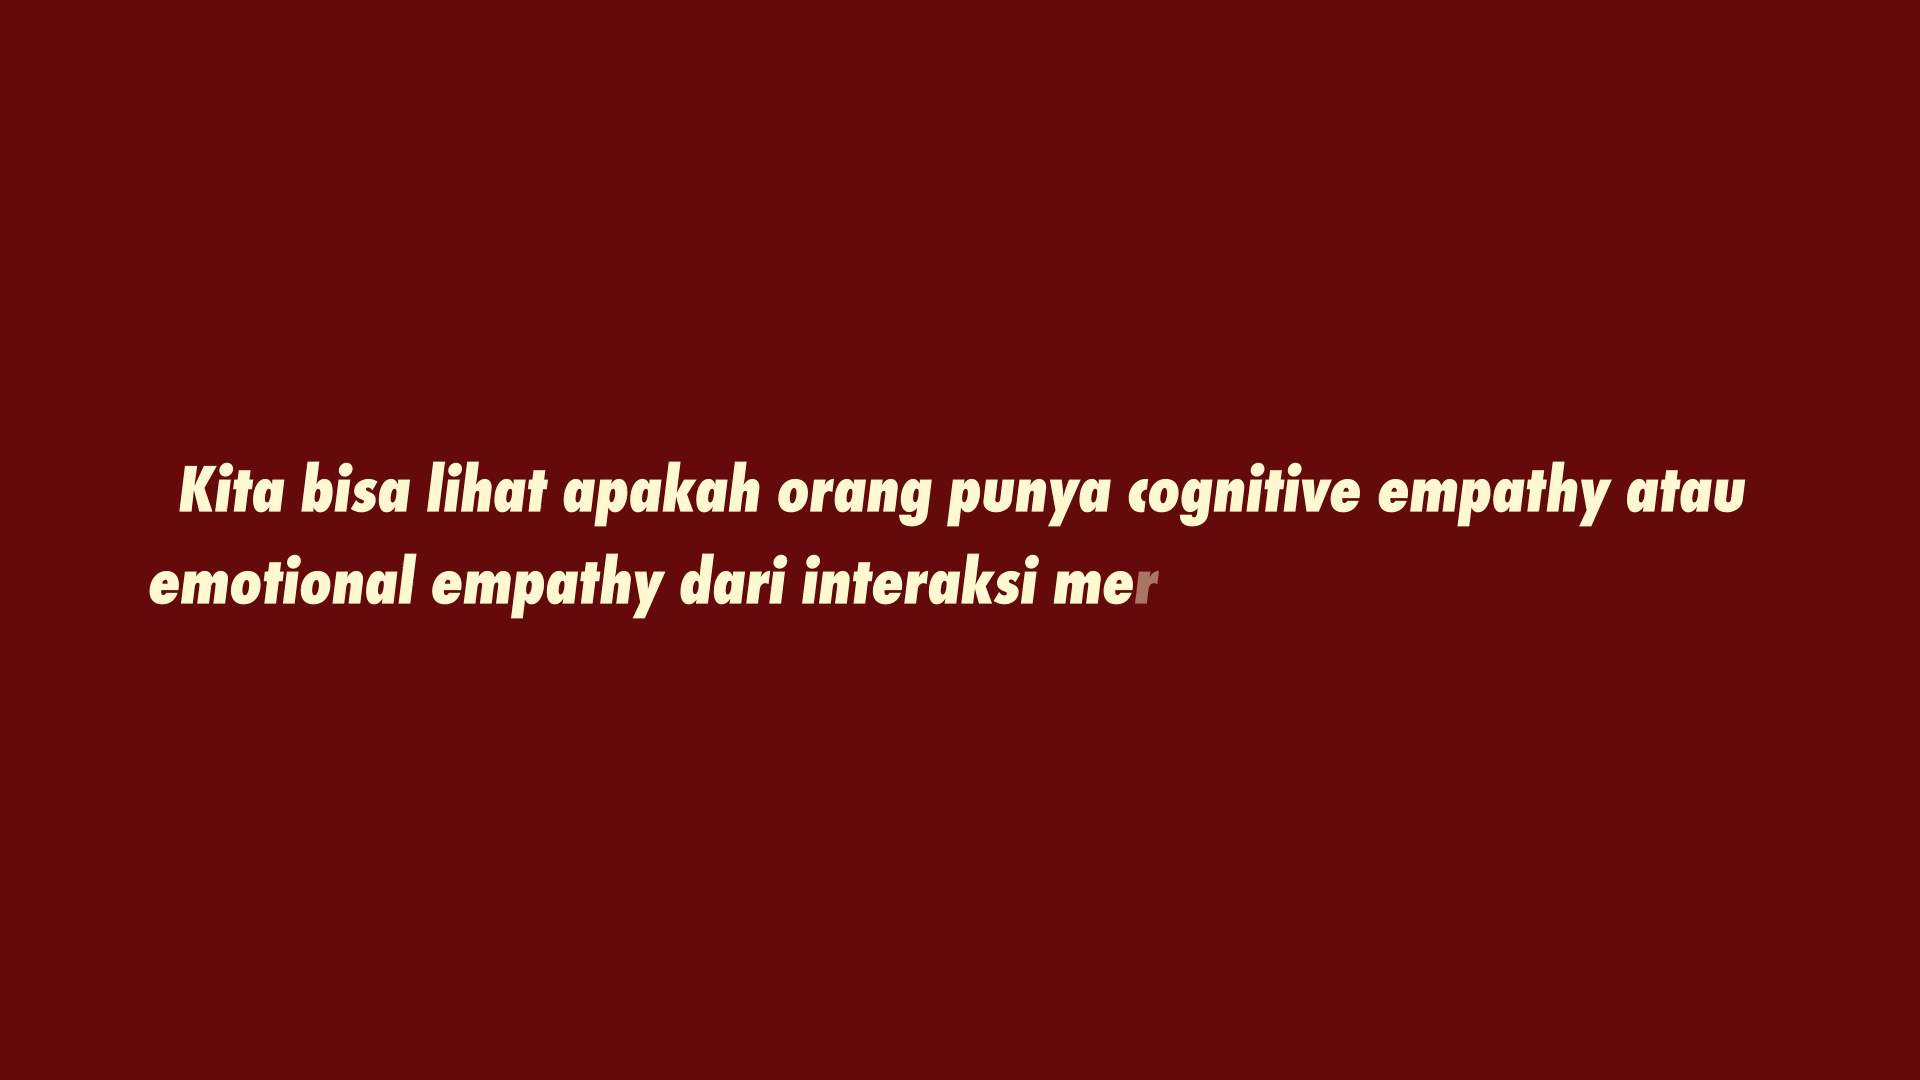 Kita bisa lihat apakah orang punya cognitive empathy atau
emotional empathy dari interaksi mer